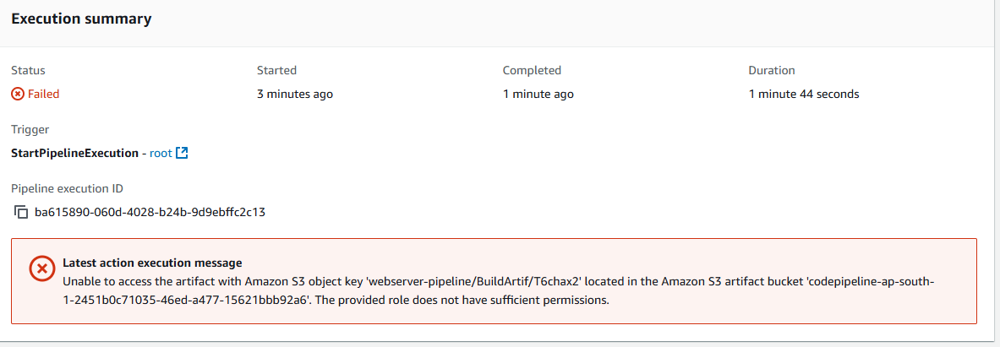 Execution summary
Status
Started
Completed
Duration
Failed
3 minutes ago
1 minute ago
1 minute 44 seconds
Trigger
StartPipelineExecution - root
Pipeline execution ID
ba615890-060d-4028-b24b-9d9ebffc2c13
Latest action execution message
Unable to access the artifact with Amazon S3 object key 'webserver-pipeline/BuildArtif/T6chax2' located in the Amazon S3 artifact bucket 'codepipeline-ap-south-
1-2451b0c71035-46ed-a477-15621bbb92a6'. The provided role does not have sufficient permissions.